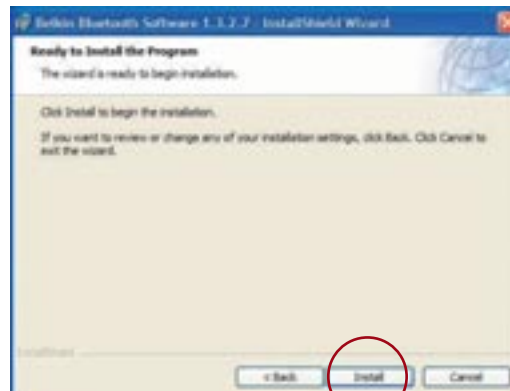 Belkin Bluetooth Software 1.3.2.7 - InstallShield Wizard
Ready to Install the Program
The wizard is ready to begin installation.
Click Install to begin the installation.
If you want to review or change any of your installation settings, click Back. Click Cancel to
exit the wizard.
InstallShield
< Back
Install
Cancel